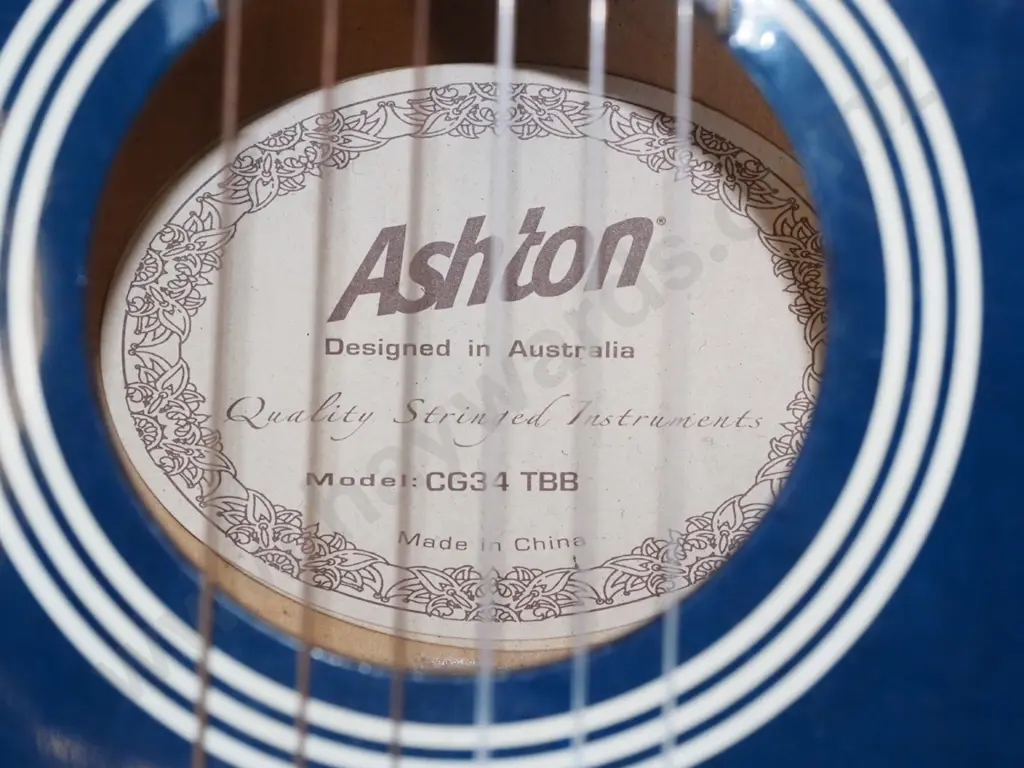 Ashton®
Designed in Australia
Quality Stringed Instruments
Model: CG34 TBB
Made in China